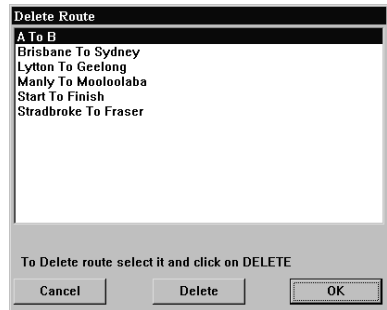 Delete Route
A To B
Brisbane To Sydney
Lytton To Geelong
Manly To Mooloolaba
Start To Finish
Stradbroke To Fraser
To Delete route select it and click on DELETE
Cancel Delete OK